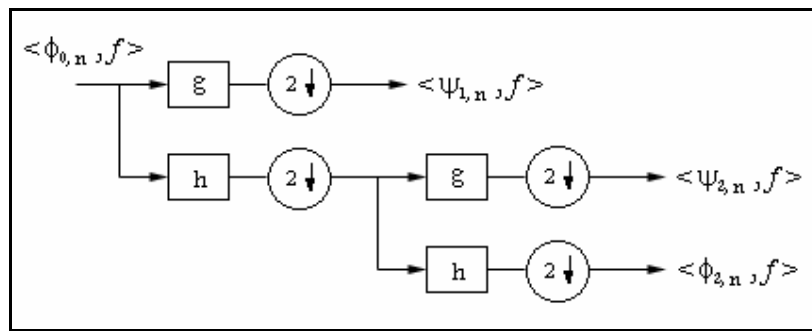 <ϕ₀,ₙ ,f>
g 2↓ <ψ₁,ₙ ,f>
h 2↓ g 2↓ <ψ₂,ₙ ,f>
h 2↓ <ϕ₂,ₙ ,f>